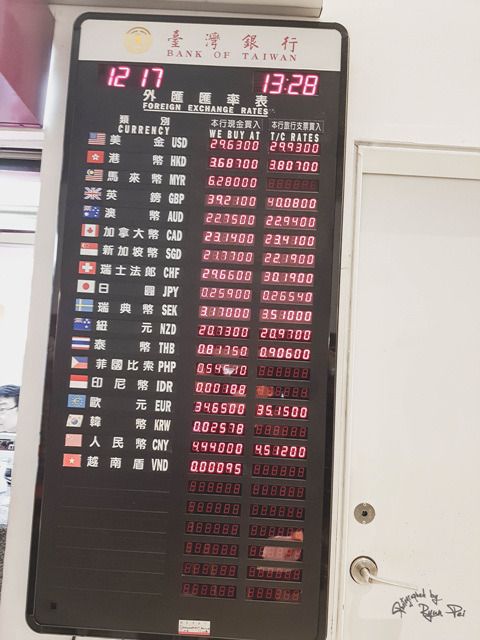 臺灣銀行
BANK OF TAIWAN
12 17 13:28
外匯匯率表
FOREIGN EXCHANGE RATES
類別 本行現金買入 本行旅行支票買入
CURRENCY WE BUY AT T/C RATES
美金 USD 29.6300 29.9300
港幣 HKD 3.68700 3.80700
馬來幣 MYR 6.28000
英鎊 GBP 39.2100 40.0800
澳幣 AUD 22.7500 22.9400
加拿大幣 CAD 23.1400 23.4100
新加坡幣 SGD 21.7700 22.1900
瑞士法郎 CHF 29.6600 30.1900
日圓 JPY 0.25900 0.26540
瑞典幣 SEK 3.17000 3.51000
紐元 NZD 20.7300 20.9700
泰幣 THB 0.81750 0.90600
菲國比索 PHP
印尼幣 IDR 0.00188
歐元 EUR 34.6500 35.1500
韓幣 KRW 0.02578
人民幣 CNY 4.44000 4.51200
越南盾 VND 0.00095